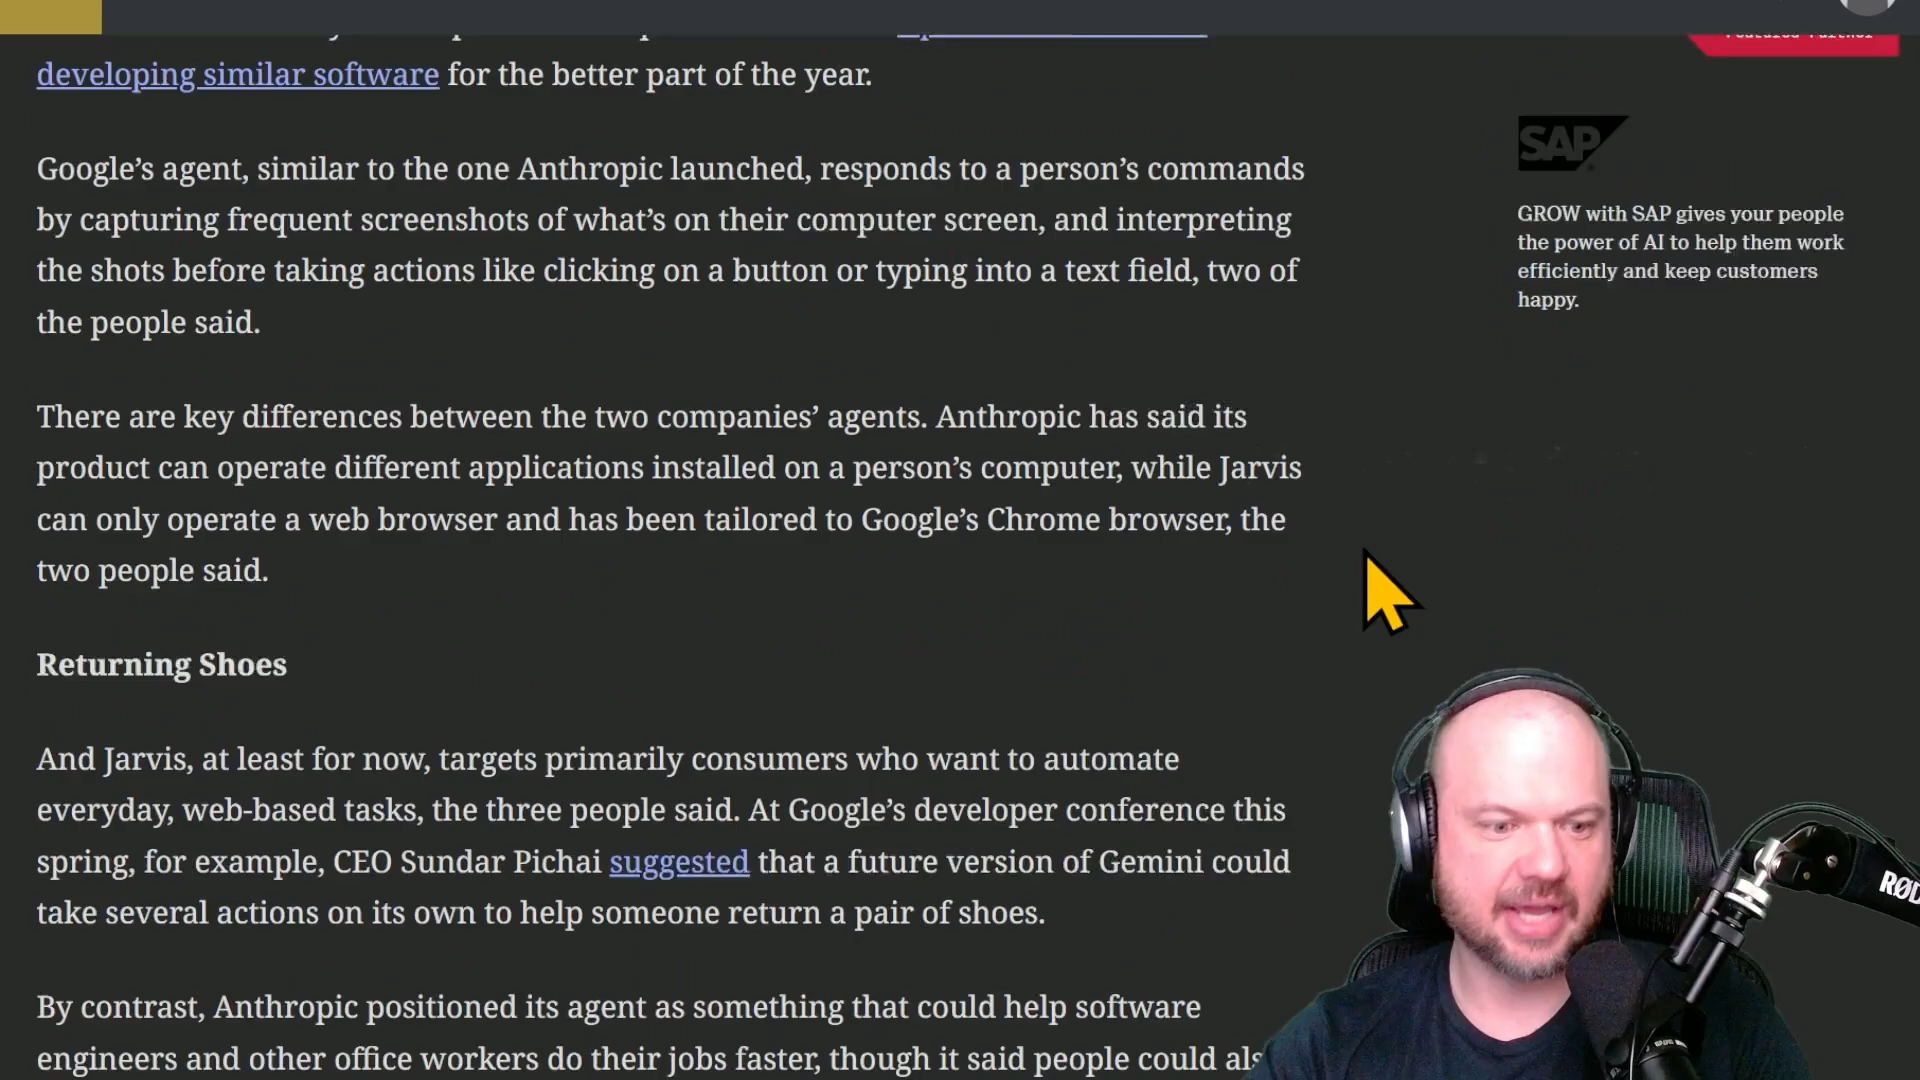 developing similar software for the better part of the year.
Google’s agent, similar to the one Anthropic launched, responds to a person’s commands
by capturing frequent screenshots of what’s on their computer screen, and interpreting
the shots before taking actions like clicking on a button or typing into a text field, two of
the people said.
There are key differences between the two companies’ agents. Anthropic has said its
product can operate different applications installed on a person’s computer, while Jarvis
can only operate a web browser and has been tailored to Google’s Chrome browser, the
two people said.
Returning Shoes
And Jarvis, at least for now, targets primarily consumers who want to automate
everyday, web-based tasks, the three people said. At Google’s developer conference this
spring, for example, CEO Sundar Pichai suggested that a future version of Gemini could
take several actions on its own to help someone return a pair of shoes.
By contrast, Anthropic positioned its agent as something that could help software
engineers and other office workers do their jobs faster, though it said people could
Featured Partner
SAP
GROW with SAP gives your people
the power of AI to help them work
efficiently and keep customers
happy.
RØD